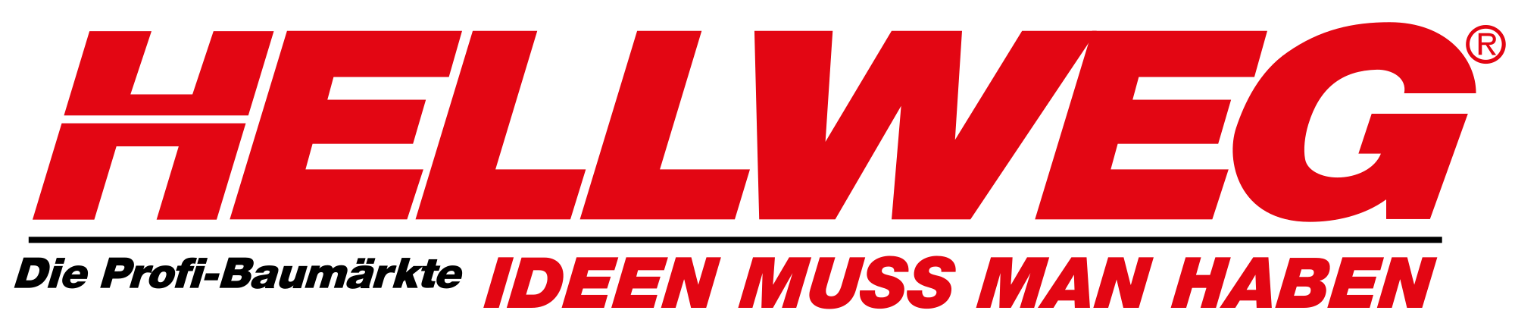 HELLWEG®
Die Profi-Baumärkte IDEEN MUSS MAN HABEN